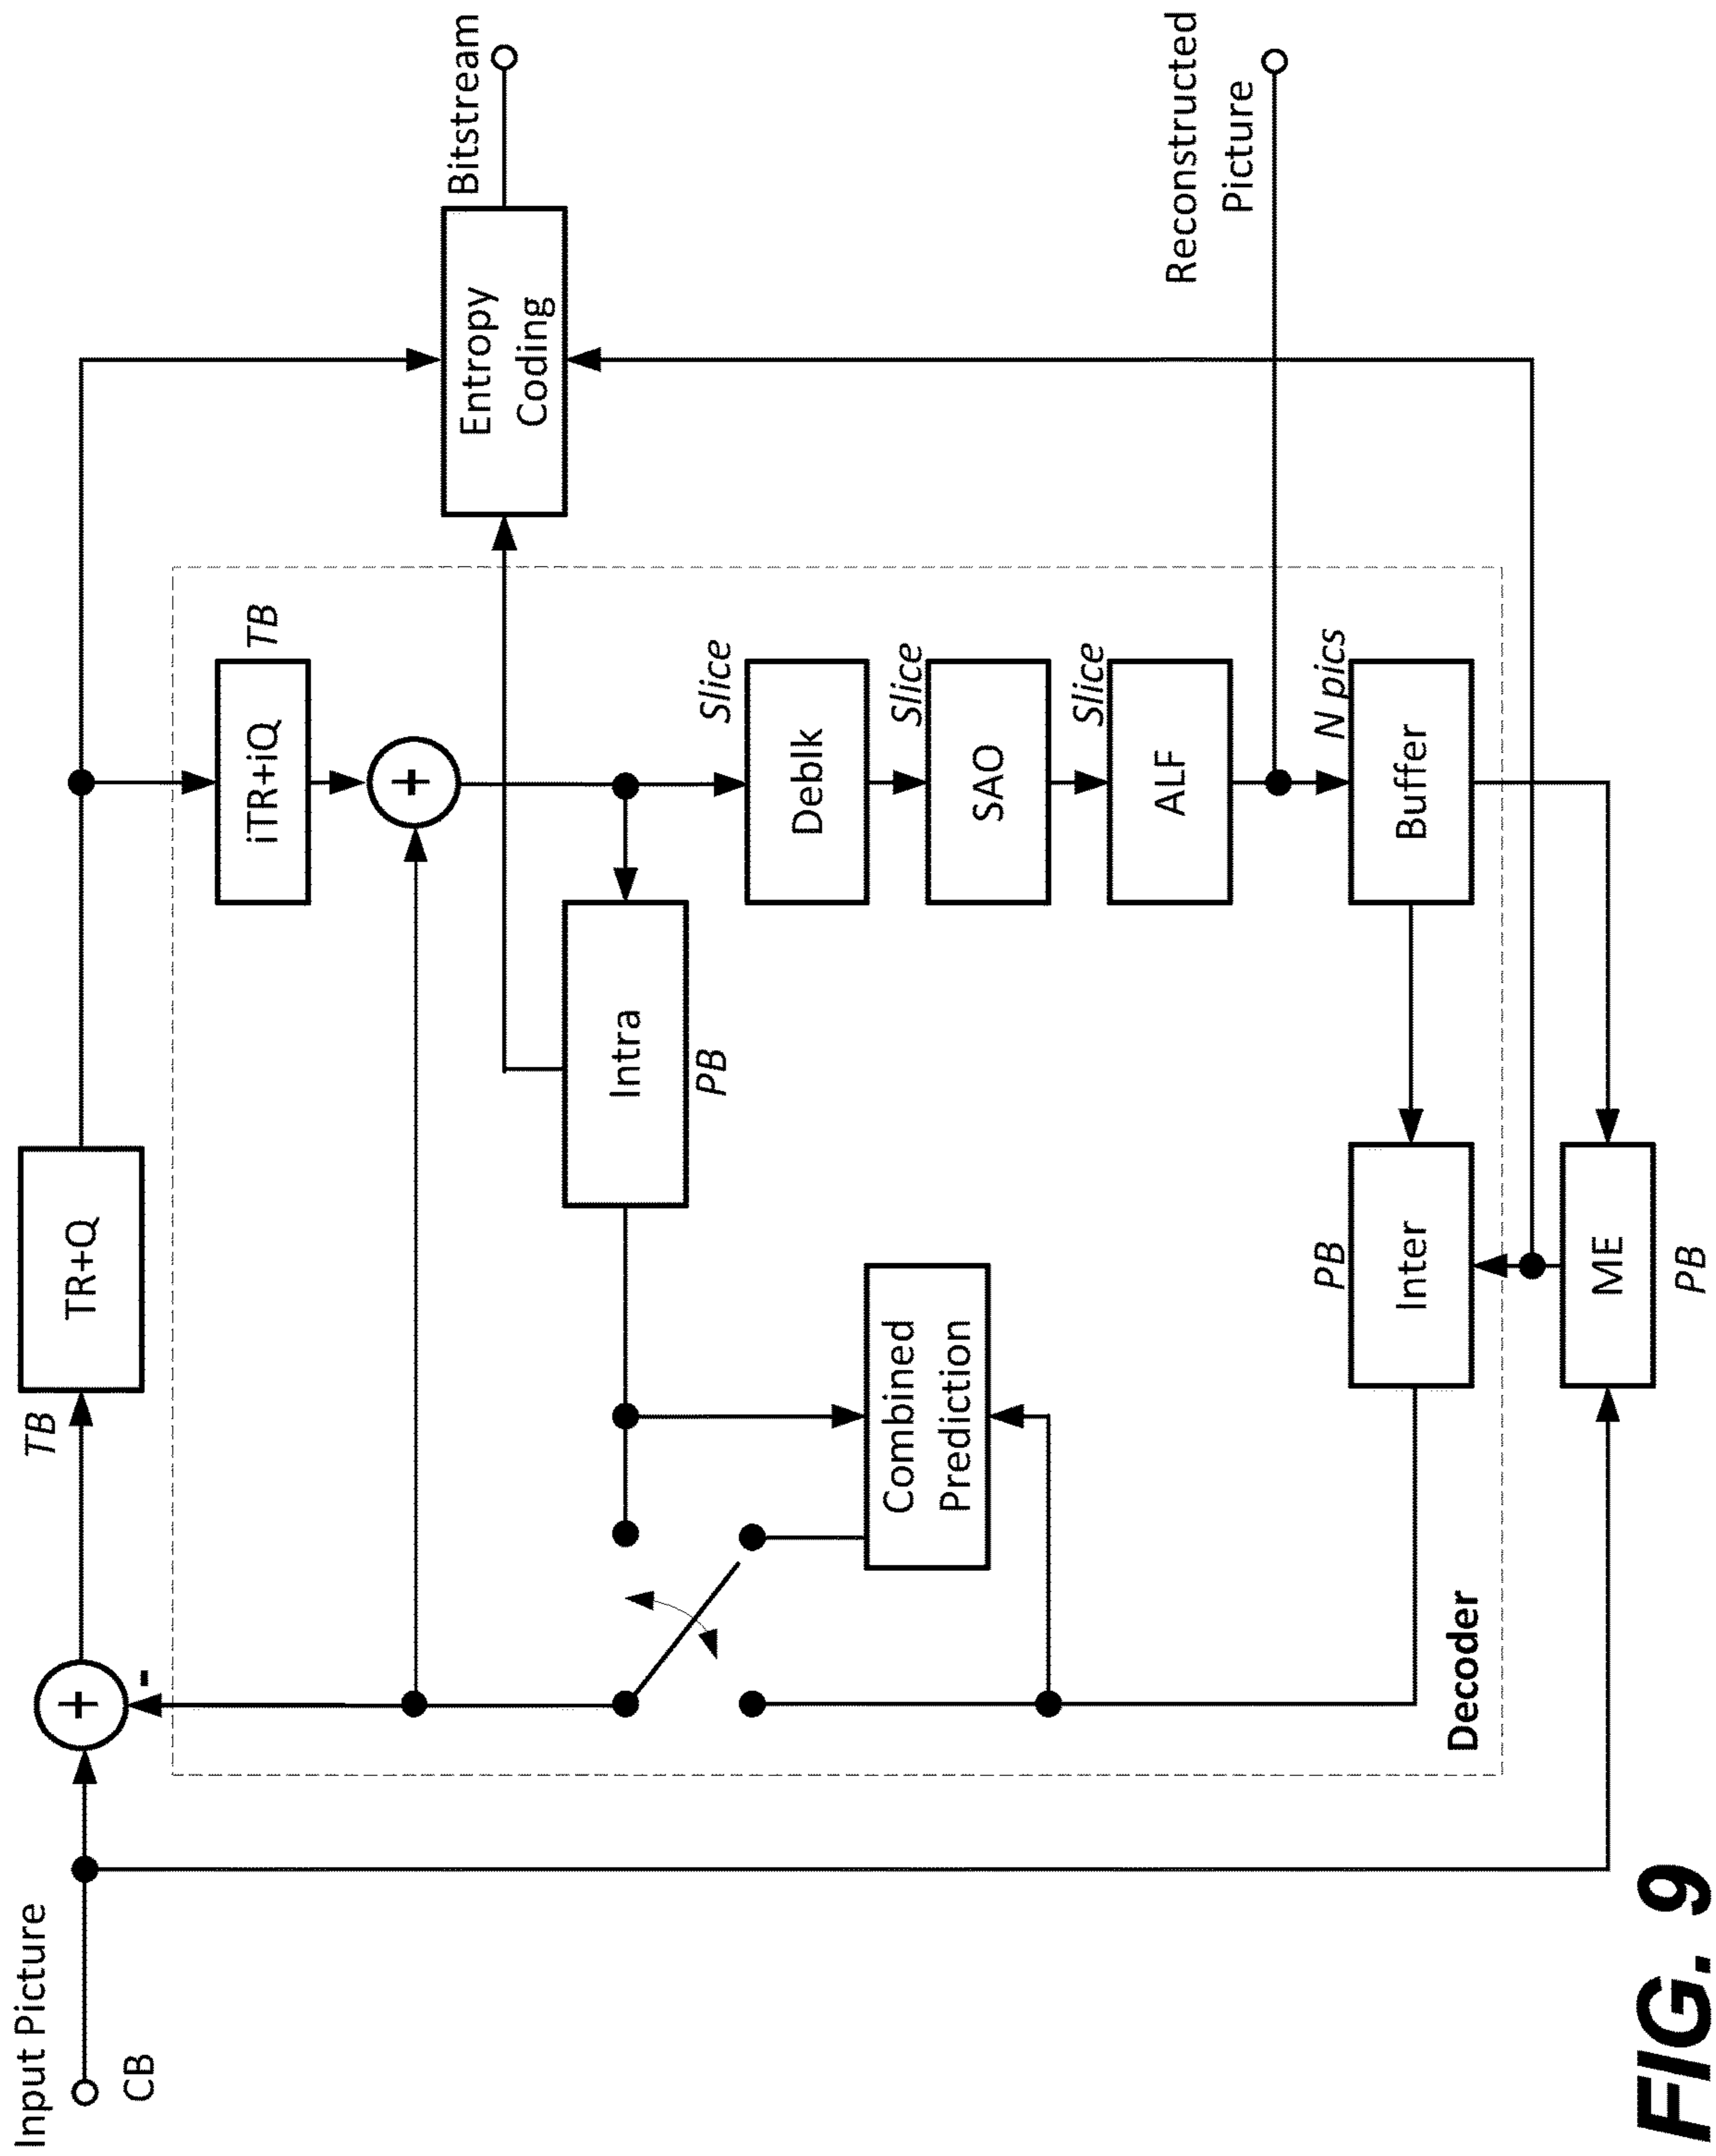 Input Picture
CB
+
-
TB
TR+Q
Bitstream
Entropy
Coding
iTR+iQ
TB
+
Intra
PB
Slice
Deblk
Slice
SAO
Slice
ALF
Reconstructed
Picture
Combined
Prediction
N pics
Buffer
PB
Inter
Decoder
ME
PB
FIG. 9